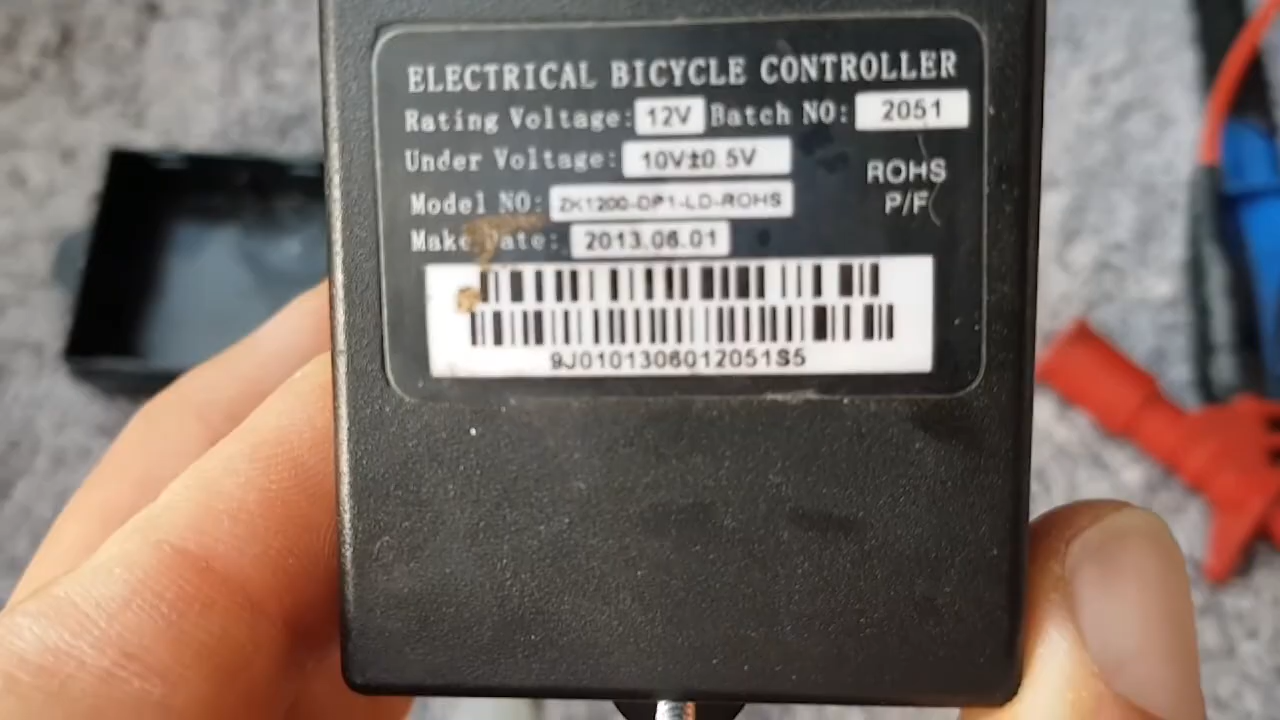 ELECTRICAL BICYCLE CONTROLLER
Rating Voltage: 12V Batch NO: 2051
Under Voltage: 10V±0.5V
ROHS
P/F
Model NO: ZK1200-DP1-LD-ROHS
Make Date: 2013.06.01
9J0101306012051S5